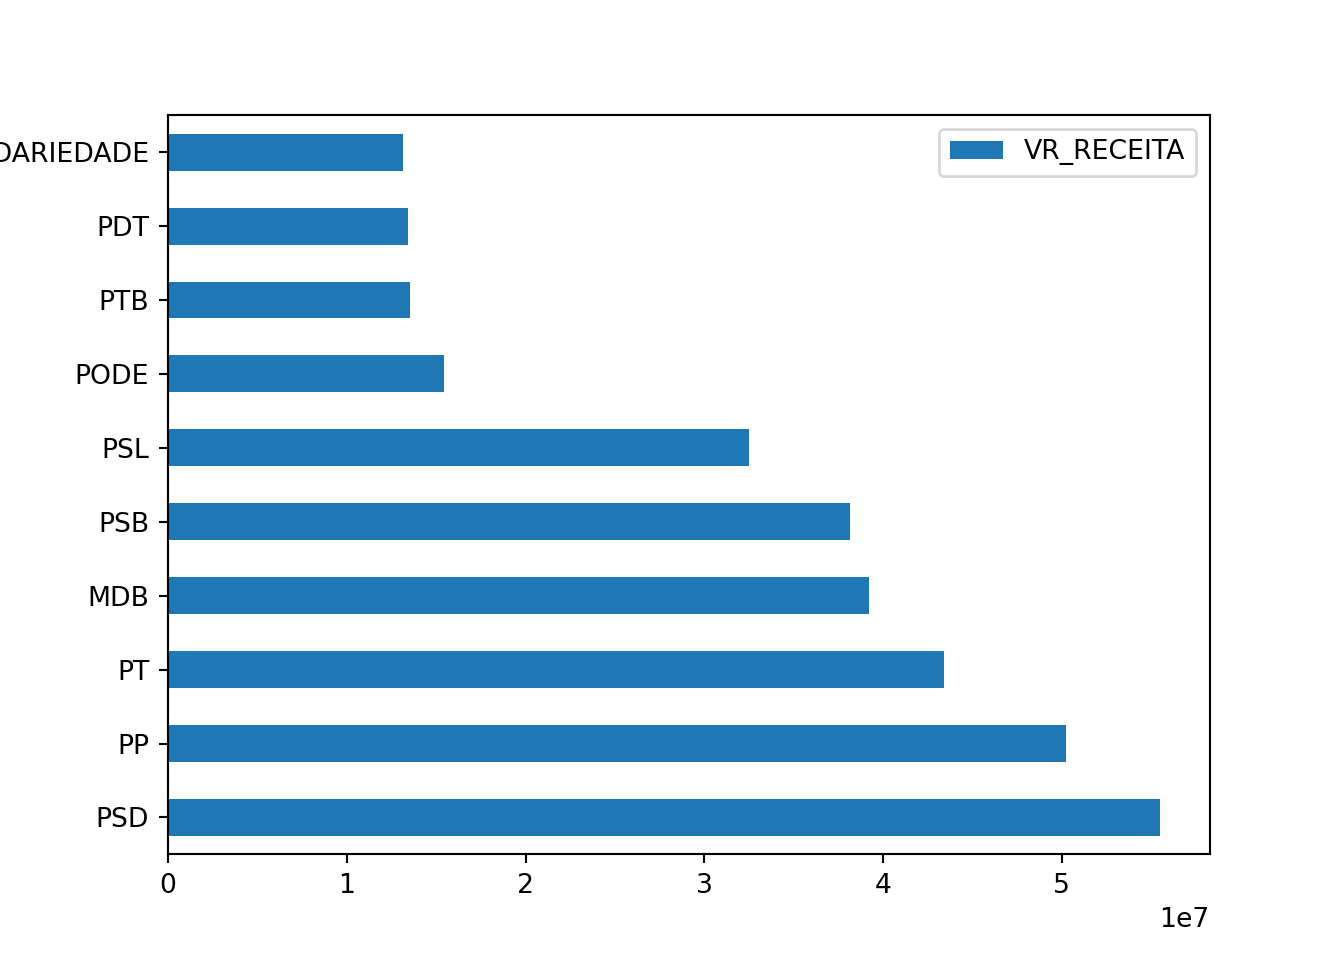 VR_RECEITA
DARIEDADE
PDT
PTB
PODE
PSL
PSB
MDB
PT
PP
PSD
0 1 2 3 4 5
1e7